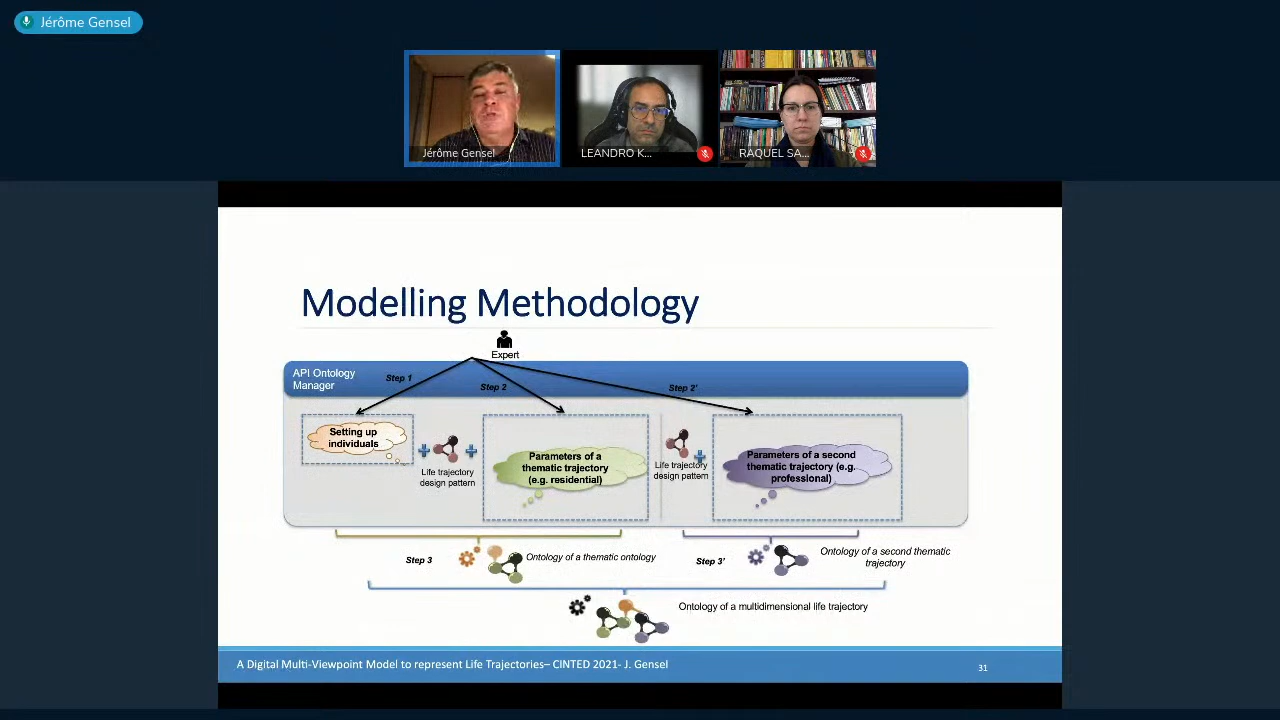 Jérôme Gensel
Jérôme Gensel
LEANDRO K...
RAQUEL SA...
Modelling Methodology
Expert
API Ontology
Manager
Step 1
Step 2
Step 2'
Setting up
individuals
Life trajectory
design pattern
Parameters of a
thematic trajectory
(e.g. residential)
Life trajectory
design pattern
Parameters of a second
thematic trajectory (e.g.
professional)
Step 3
Ontology of a thematic ontology
Step 3'
Ontology of a second thematic
trajectory
Ontology of a multidimensional life trajectory
A Digital Multi-Viewpoint Model to represent Life Trajectories– CINTED 2021- J. Gensel
31